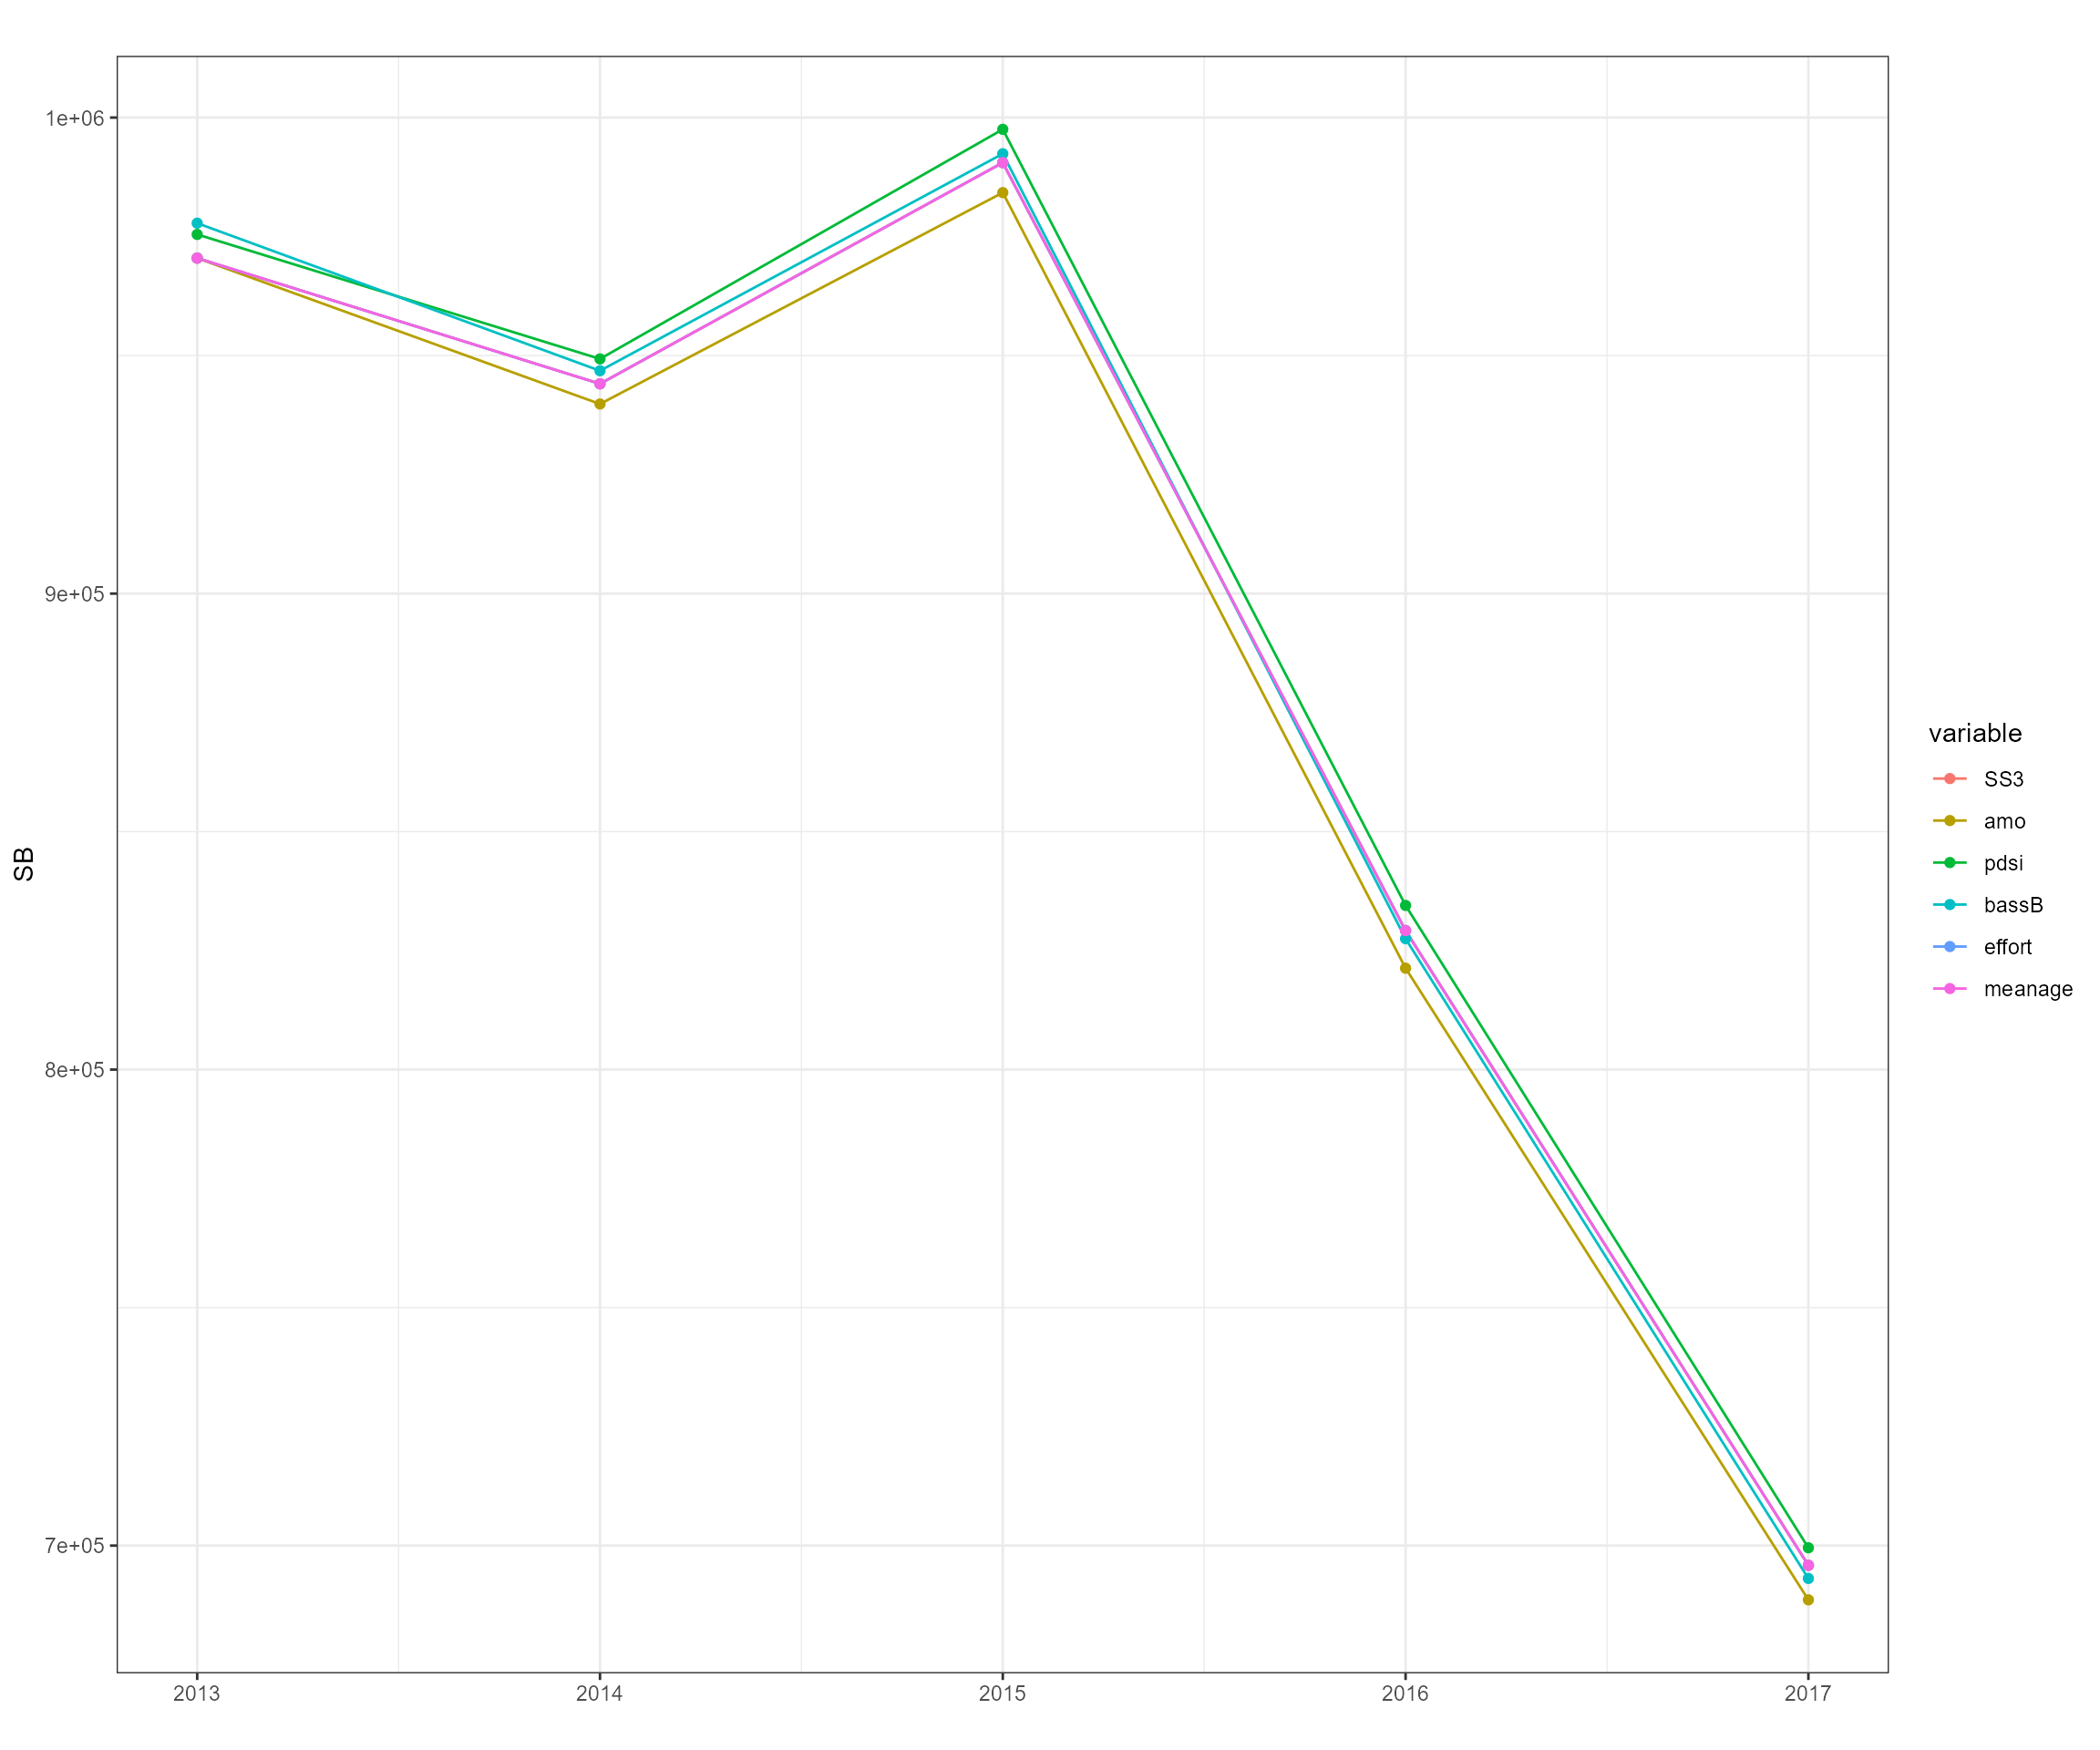 1e+06
9e+05
8e+05
7e+05
SB
2013
2014
2015
2016
2017
variable
SS3
amo
pdsi
bassB
effort
meanage